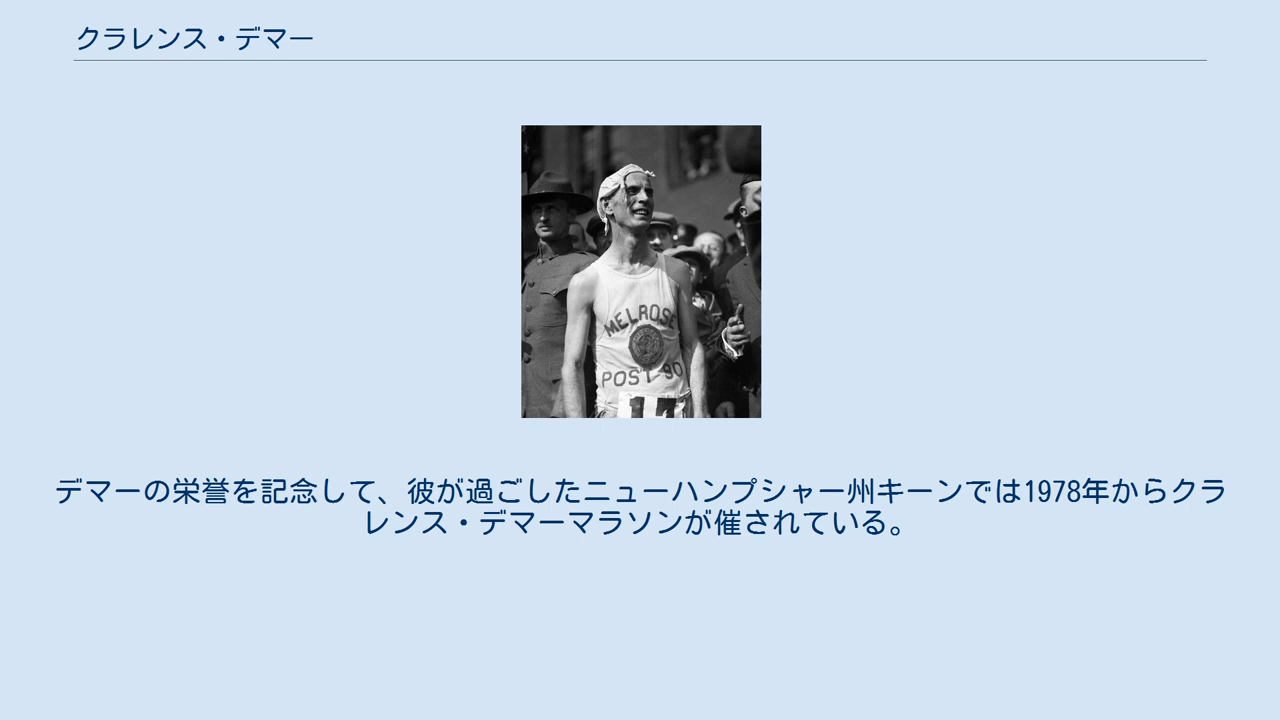 クラレンス・デマー
MELROSE
POST 90
デマーの栄誉を記念して、彼が過ごしたニューハンプシャー州キーンでは1978年からクラ
レンス・デマーマラソンが催されている。